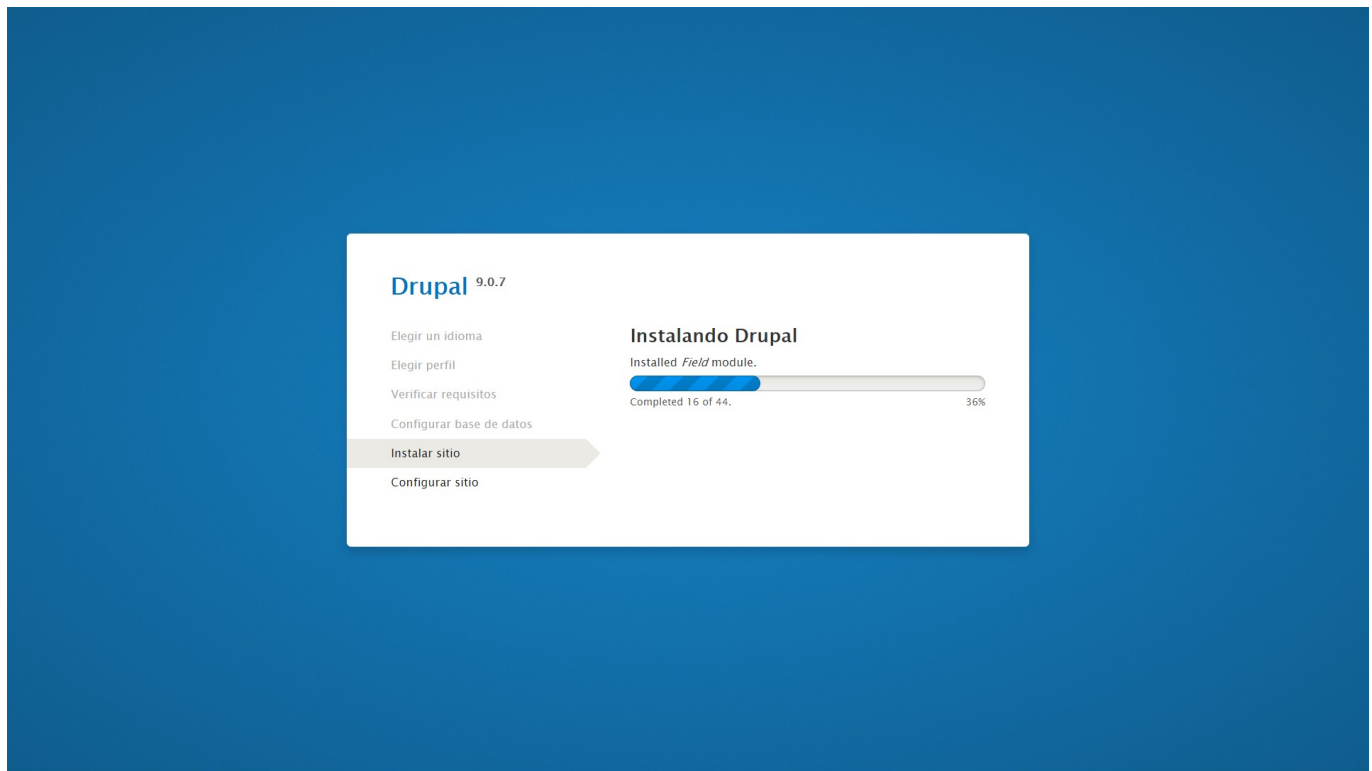 Drupal 9.0.7
Elegir un idioma
Elegir perfil
Verificar requisitos
Configurar base de datos
Instalar sitio
Configurar sitio
Instalando Drupal
Installed Field module.
Completed 16 of 44. 36%